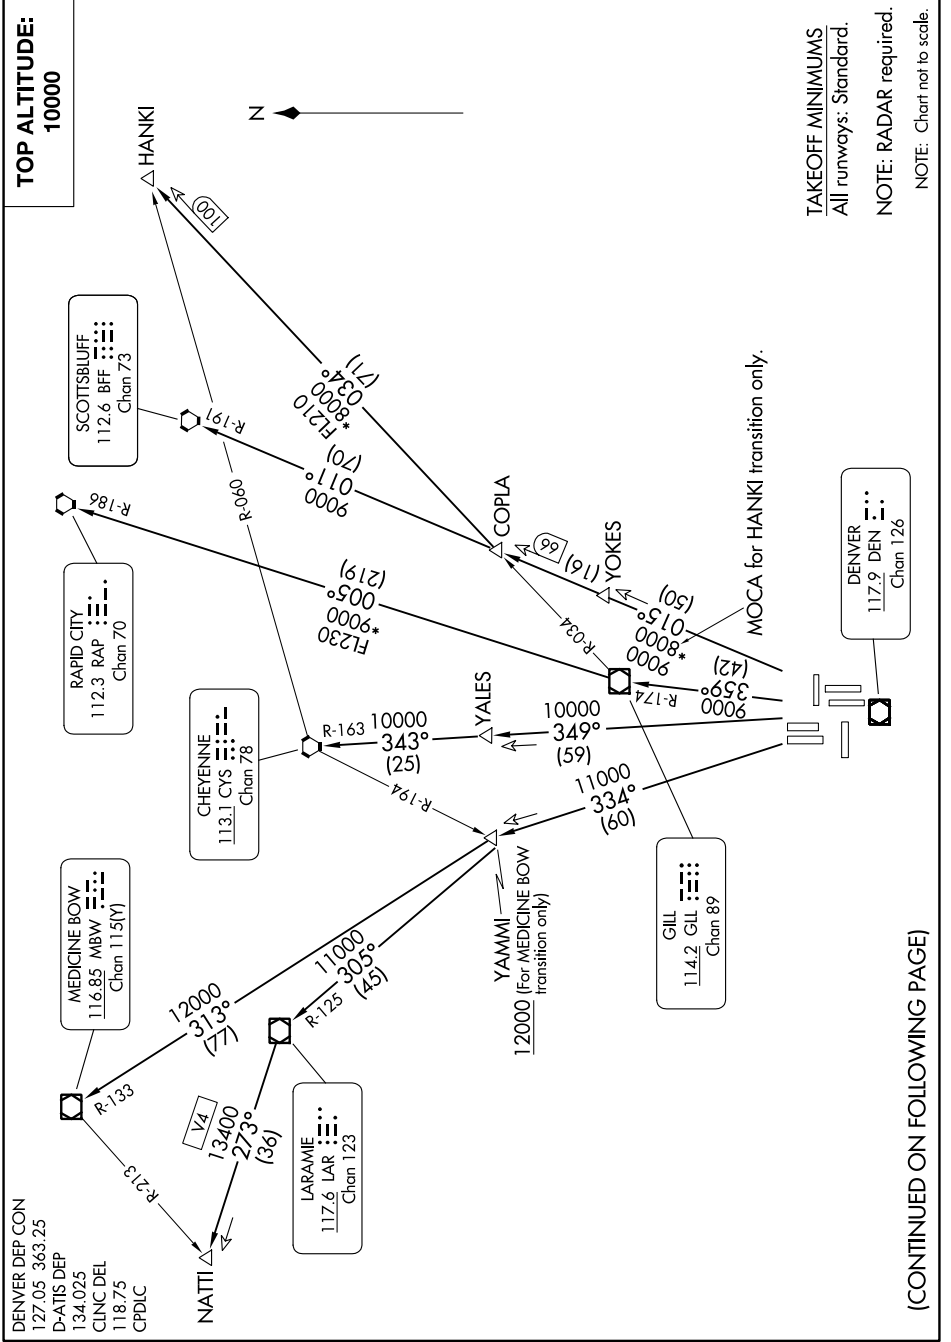 DENVER DEP CON
127.05 363.25
D-ATIS DEP
134.025
CLNC DEL
118.75
CPDLC
TOP ALTITUDE:
10000
MEDICINE BOW
116.85 MBW
Chan 115(Y)
CHEYENNE
113.1 CYS
Chan 78
RAPID CITY
112.3 RAP
Chan 70
SCOTTSBLUFF
112.6 BFF
Chan 73
LARAMIE
117.6 LAR
Chan 123
GILL
114.2 GLL
Chan 89
DENVER
117.9 DEN
Chan 126
NATTI
R-213
R-133
V4
13400
273°
(36)
12000
313°
(77)
R-125
11000
305°
(45)
YAMMI
12000 (For MEDICINE BOW
transition only)
R-194
R-163
10000
343°
(25)
YALES
10000
349°
(59)
11000
334°
(60)
R-060
R-186
FL230
*9000
005°
(219)
R-191
9000
011°
(70)
FL210
*8000
034°
(71)
100
HANKI
N
COPLA
66
(16)
YOKES
R-034
R-174
9000
359°
(42)
9000
*8000
015°
(50)
MOCA for HANKI transition only.
TAKEOFF MINIMUMS
All runways: Standard.
NOTE: RADAR required.
NOTE: Chart not to scale.
(CONTINUED ON FOLLOWING PAGE)